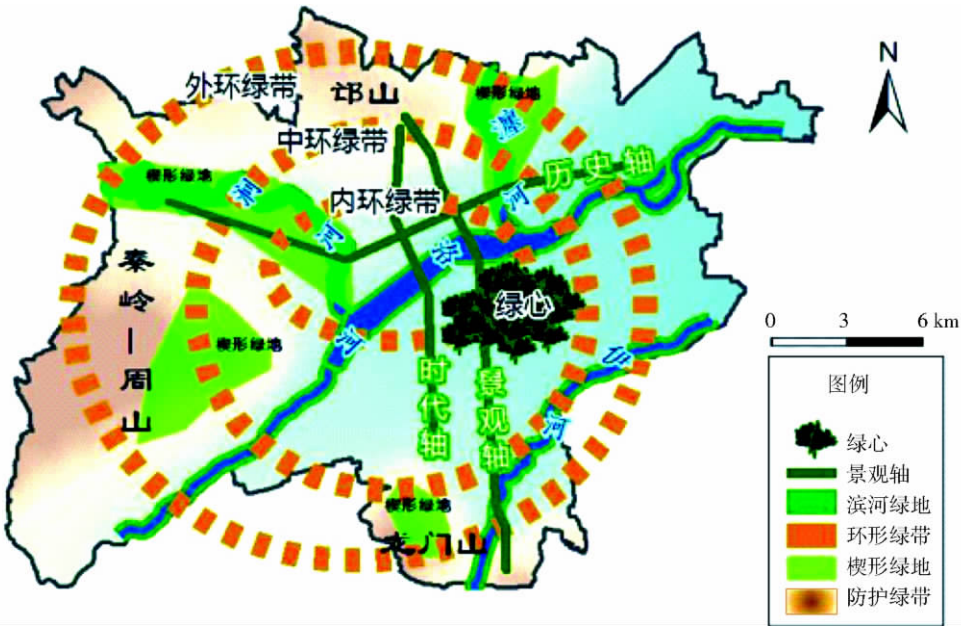 外环绿带
邙山
楔形绿地
N
中环绿带
瀍
河
历史轴
楔形绿地
涧
河
内环绿带
洛
河
秦岭—周山
绿心
楔形绿地
伊
河
时代轴
景观轴
楔形绿地
龙门山
0 3 6 km
图例
绿心
景观轴
滨河绿地
环形绿带
楔形绿地
防护绿带